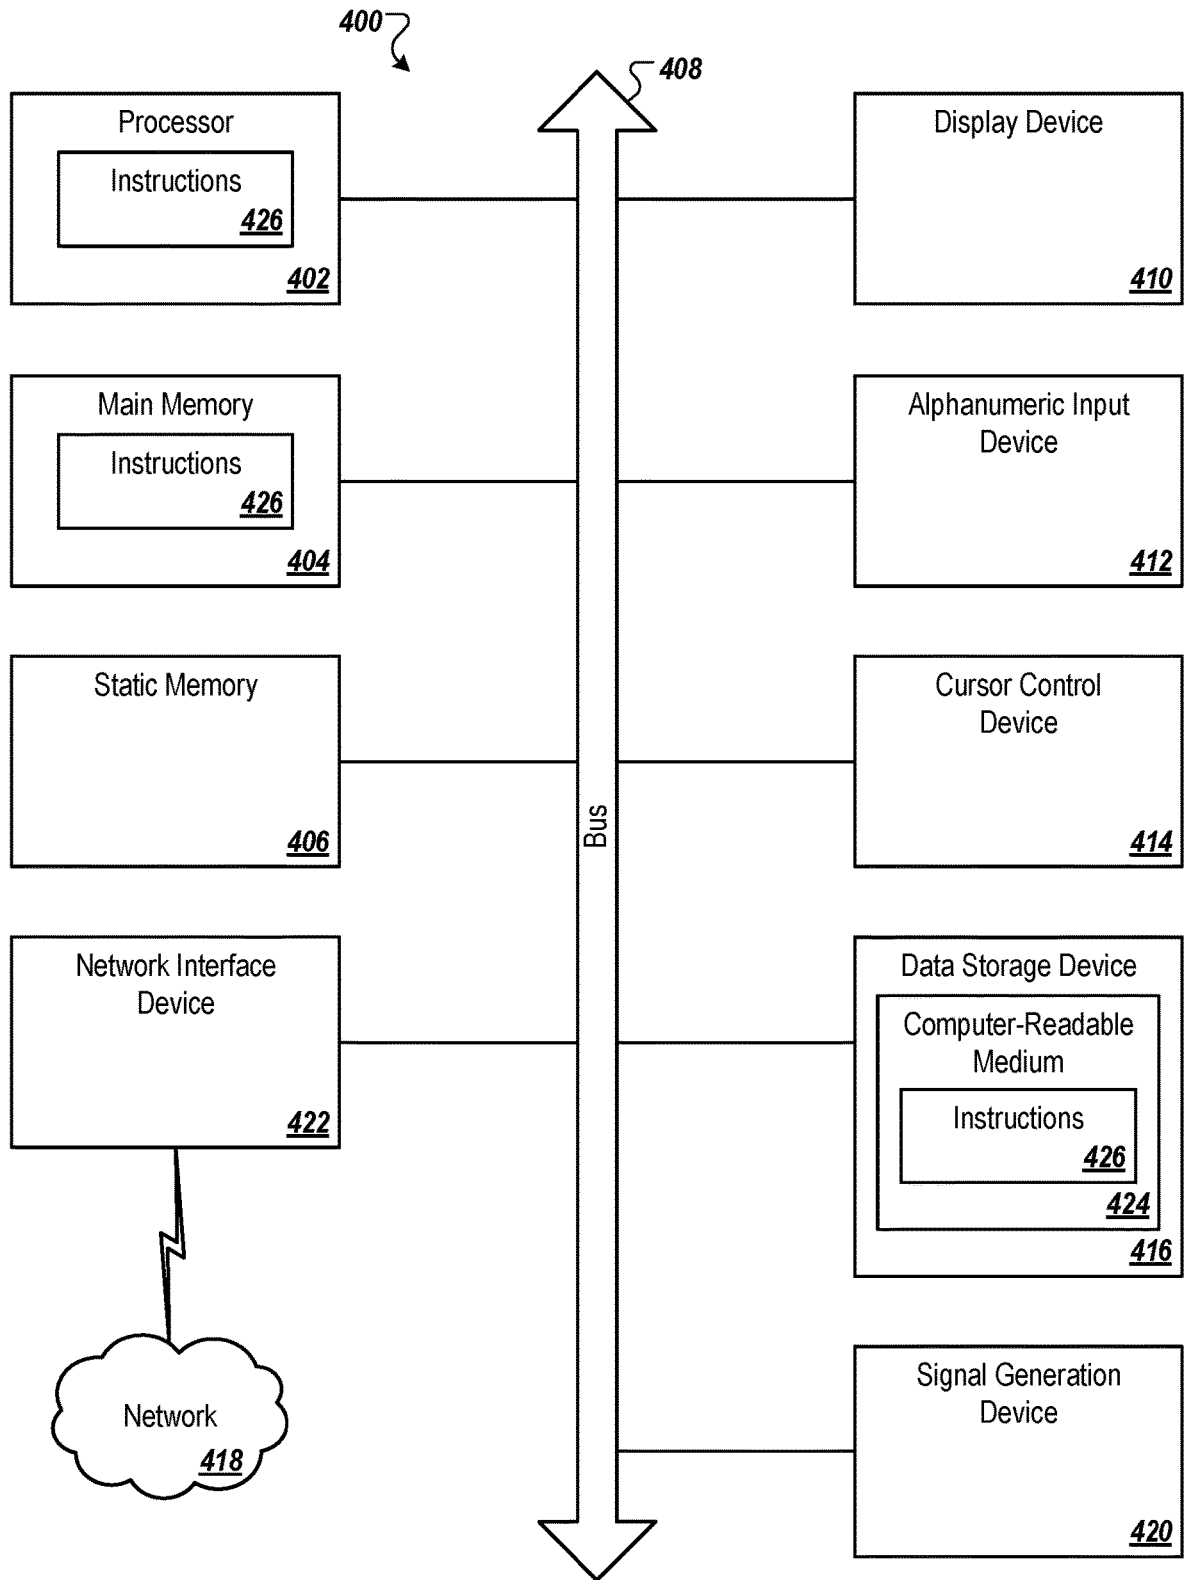 400
408
Processor
Instructions
426
402
Display Device
410
Main Memory
Instructions
426
404
Alphanumeric Input
Device
412
Static Memory
406
Cursor Control
Device
414
Bus
Network Interface
Device
422
Data Storage Device
Computer-Readable
Medium
Instructions
426
424
416
Network
418
Signal Generation
Device
420